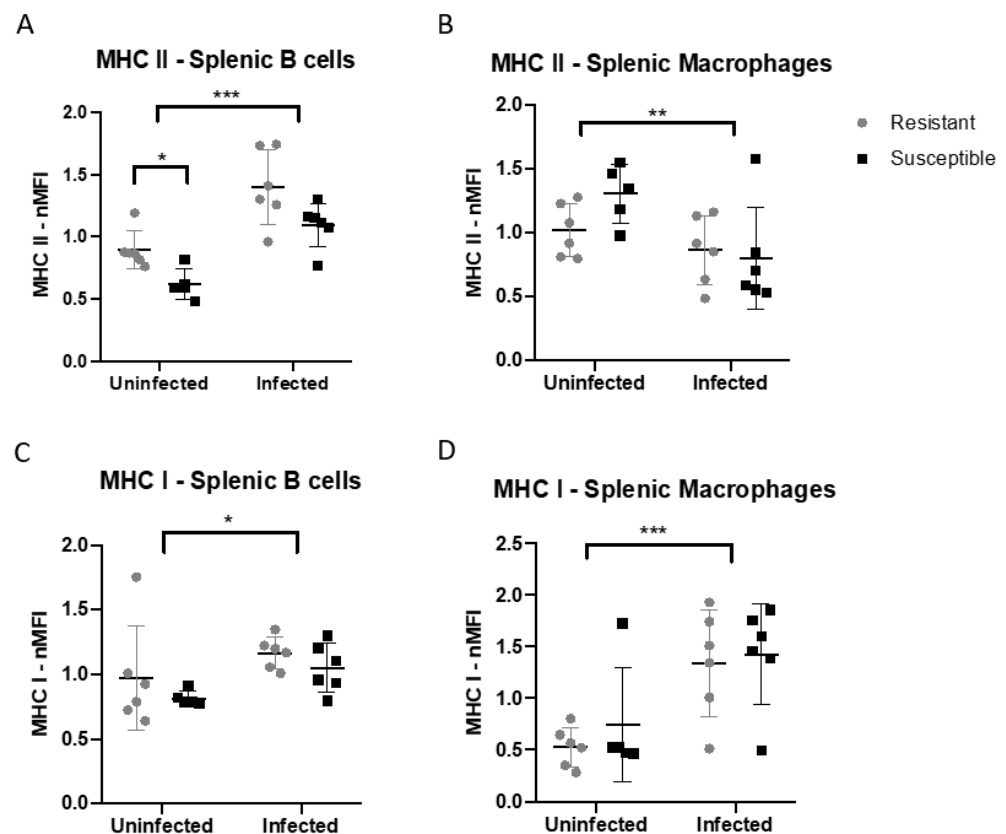 A
MHC II - Splenic B cells
MHC II - nMFI
2.0
1.5
1.0
0.5
0.0
***
*
Uninfected
Infected
B
MHC II - Splenic Macrophages
MHC II - nMFI
2.0
1.5
1.0
0.5
0.0
**
Uninfected
Infected
Resistant
Susceptible
C
MHC I - Splenic B cells
MHC I - nMFI
2.0
1.5
1.0
0.5
0.0
*
Uninfected
Infected
D
MHC I - Splenic Macrophages
MHC I - nMFI
2.5
2.0
1.5
1.0
0.5
0.0
***
Uninfected
Infected